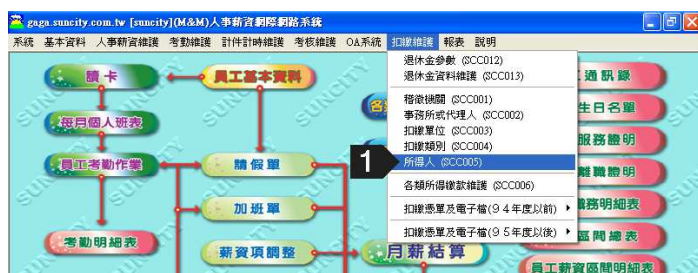 gaga.suncity.com.tw [suncity](M&M)人事薪資網際網路系統
系統 基本資料 人事薪資維護 考勤維護 計件計時維護 考核維護 OA系統 扣繳維護 報表 說明
退休金參數 (SCC012)
退休金資料維護 (SCC013)
稽徵機關 (SCC001)
事務所或代理人 (SCC002)
扣繳單位 (SCC003)
扣繳類別 (SCC004)
1
所得人 (SCC005)
各類所得繳款維護 (SCC006)
扣繳憑單及電子檔(94年度以前)
扣繳憑單及電子檔(95年度以後)
讀卡
員工基本資料
通訊錄
每月個人班表
生日名單
服務證明
員工考勤作業
請假單
離職證明
加班單
職務明細表
考勤明細表
薪資項調整
月薪結算
區間總表
員工薪資區間明細表
SUNCITY